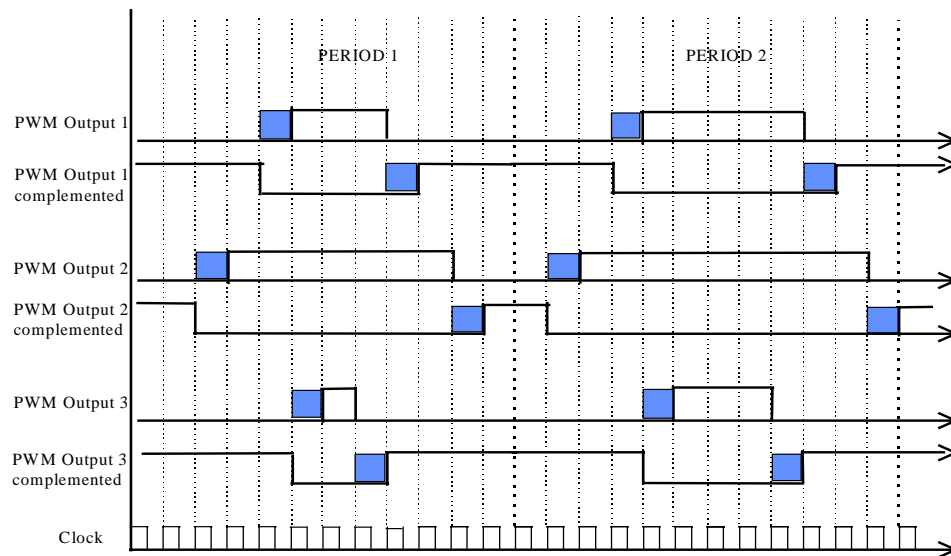 PERIOD 1
PERIOD 2
PWM Output 1
PWM Output 1
complemented
PWM Output 2
PWM Output 2
complemented
PWM Output 3
PWM Output 3
complemented
Clock